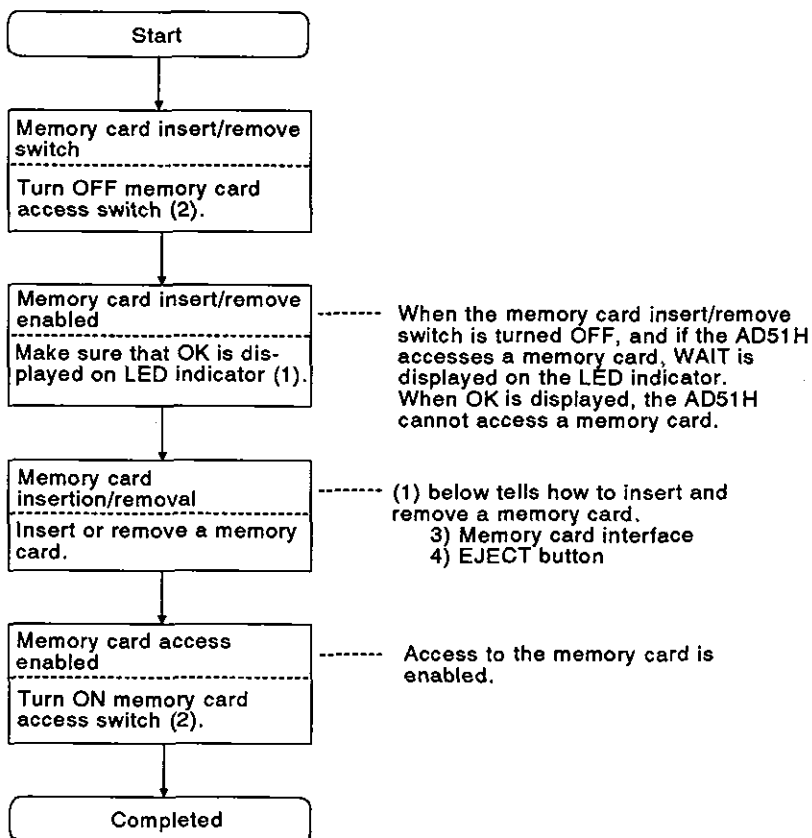 Start
Memory card insert/remove
switch
Turn OFF memory card
access switch (2).
Memory card insert/remove
enabled
Make sure that OK is dis-
played on LED indicator (1).
When the memory card insert/remove
switch is turned OFF, and if the AD51H
accesses a memory card, WAIT is
displayed on the LED indicator.
When OK is displayed, the AD51H
cannot access a memory card.
Memory card
insertion/removal
Insert or remove a memory
card.
(1) below tells how to insert and
remove a memory card.
3) Memory card interface
4) EJECT button
Memory card access
enabled
Turn ON memory card
access switch (2).
Access to the memory card is
enabled.
Completed